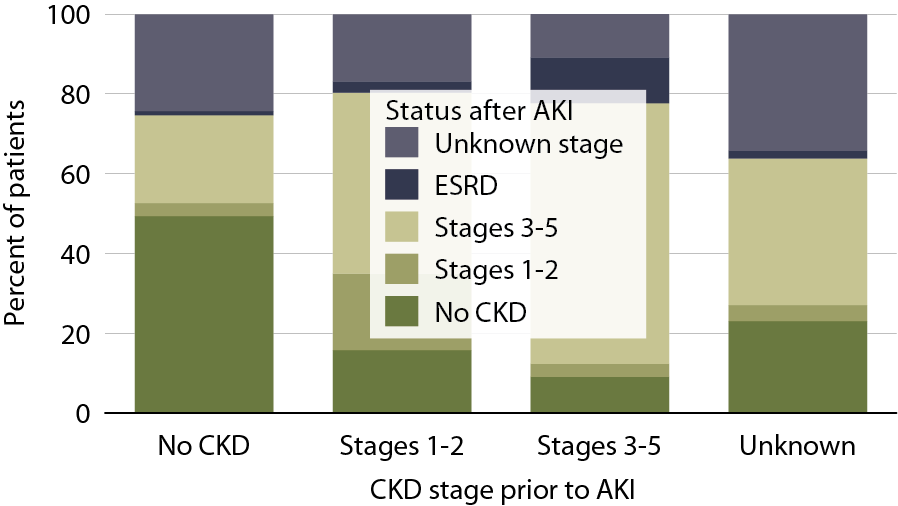 100
80
60
40
20
0
Percent of patients
Status after AKI
Unknown stage
ESRD
Stages 3-5
Stages 1-2
No CKD
No CKD Stages 1-2 Stages 3-5 Unknown
CKD stage prior to AKI